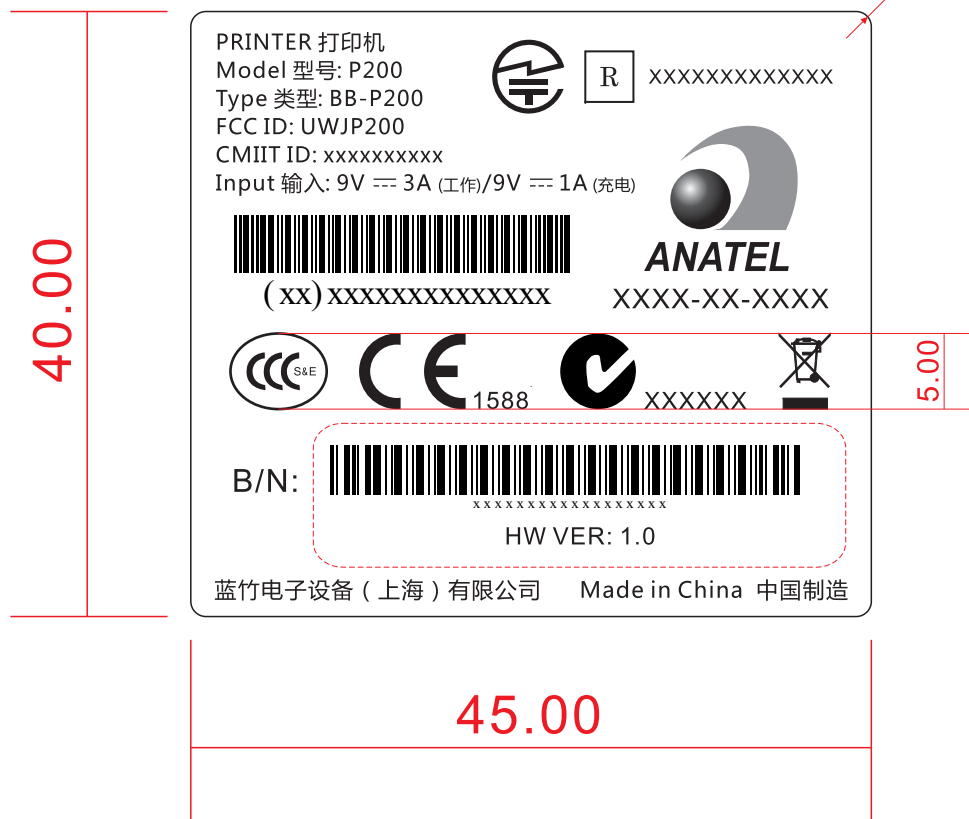 PRINTER 打印机
Model 型号: P200
Type 类型: BB-P200
FCC ID: UWJP200
CMIIT ID: xxxxxxxxxx
Input 输入: 9V ⎓ 3A (工作)/9V ⎓ 1A (充电)
R XXXXXXXXXXXXX
ANATEL
XXXX-XX-XXXX
(xx)xxxxxxxxxxxxxx
CCC S&E CE 1588 XXXXXX
B/N:
xxxxxxxxxxxxxxxxxx
HW VER: 1.0
蓝竹电子设备（上海）有限公司 Made in China 中国制造
40.00
5.00
45.00